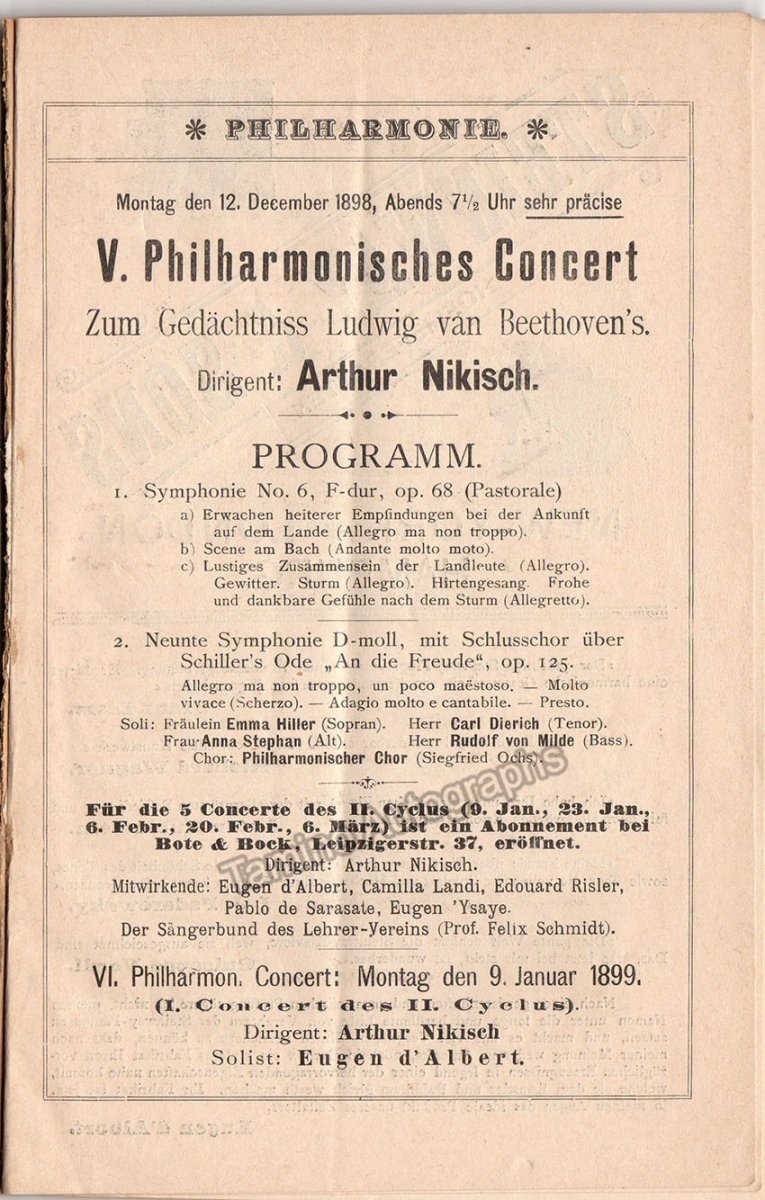 * PHILHARMONIE. *
Montag den 12. December 1898, Abends 7½ Uhr sehr präcise
V. Philharmonisches Concert
Zum Gedächtniss Ludwig van Beethoven's.
Dirigent: Arthur Nikisch.
PROGRAMM.
1. Symphonie No. 6, F-dur, op. 68 (Pastorale)
a) Erwachen heiterer Empfindungen bei der Ankunft
auf dem Lande (Allegro ma non troppo).
b) Scene am Bach (Andante molto moto).
c) Lustiges Zusammensein der Landleute (Allegro).
Gewitter. Sturm (Allegro). Hirtengesang. Frohe
und dankbare Gefühle nach dem Sturm (Allegretto).
2. Neunte Symphonie D-moll, mit Schlusschor über
Schiller's Ode „An die Freude“, op. 125.
Allegro ma non troppo, un poco maëstoso. — Molto
vivace (Scherzo). — Adagio molto e cantabile. — Presto.
Soli: Fräulein Emma Hiller (Sopran). Herr Carl Dierich (Tenor).
Frau Anna Stephan (Alt). Herr Rudolf von Milde (Bass).
Chor: Philharmonischer Chor (Siegfried Ochs).
Für die 5 Concerte des II. Cyclus (9. Jan., 23. Jan.,
6. Febr., 20. Febr., 6. März) ist ein Abonnement bei
Bote & Bock, Leipzigerstr. 37, eröffnet.
Dirigent: Arthur Nikisch.
Mitwirkende: Eugen d'Albert, Camilla Landi, Edouard Risler,
Pablo de Sarasate, Eugen 'Ysaye.
Der Sängerbund des Lehrer-Vereins (Prof. Felix Schmidt).
VI. Philharmon. Concert: Montag den 9. Januar 1899.
(I. Concert des II. Cyclus).
Dirigent: Arthur Nikisch
Solist: Eugen d'Albert.
Tamino Autographs